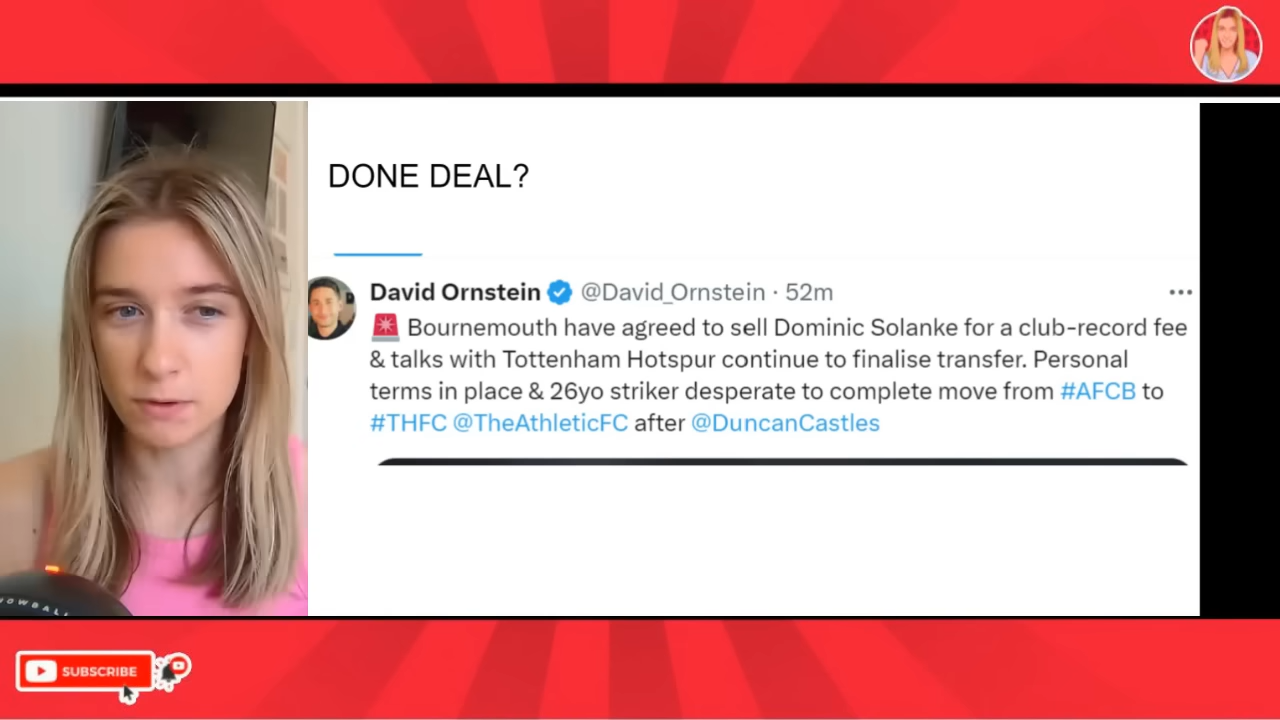 DONE DEAL?
David Ornstein @David_Ornstein · 52m
🚨 Bournemouth have agreed to sell Dominic Solanke for a club-record fee
& talks with Tottenham Hotspur continue to finalise transfer. Personal
terms in place & 26yo striker desperate to complete move from #AFCB to
#THFC @TheAthleticFC after @DuncanCastles
SUBSCRIBE